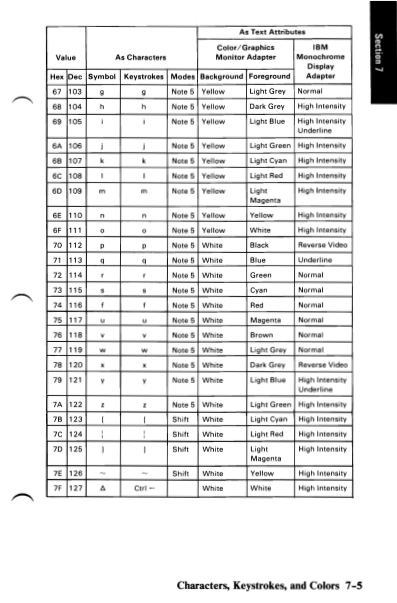 Section 7
As Text Attributes
Value As Characters Color/Graphics Monitor Adapter IBM Monochrome Display Adapter
Hex Dec Symbol Keystrokes Modes Background Foreground
67 103 g g Note 5 Yellow Light Grey Normal
68 104 h h Note 5 Yellow Dark Grey High Intensity
69 105 i i Note 5 Yellow Light Blue High Intensity Underline
6A 106 j j Note 5 Yellow Light Green High Intensity
6B 107 k k Note 5 Yellow Light Cyan High Intensity
6C 108 l l Note 5 Yellow Light Red High Intensity
6D 109 m m Note 5 Yellow Light Magenta High Intensity
6E 110 n n Note 5 Yellow Yellow High Intensity
6F 111 o o Note 5 Yellow White High Intensity
70 112 p p Note 5 White Black Reverse Video
71 113 q q Note 5 White Blue Underline
72 114 r r Note 5 White Green Normal
73 115 s s Note 5 White Cyan Normal
74 116 f f Note 5 White Red Normal
75 117 u u Note 5 White Magenta Normal
76 118 v v Note 5 White Brown Normal
77 119 w w Note 5 White Light Grey Normal
78 120 x x Note 5 White Dark Grey Reverse Video
79 121 y y Note 5 White Light Blue High Intensity Underline
7A 122 z z Note 5 White Light Green High Intensity
7B 123 { { Shift White Light Cyan High Intensity
7C 124 ¦ ¦ Shift White Light Red High Intensity
7D 125 } } Shift White Light Magenta High Intensity
7E 126 ~ ~ Shift White Yellow High Intensity
7F 127 Δ Ctrl ← White White High Intensity
Characters, Keystrokes, and Colors 7-5